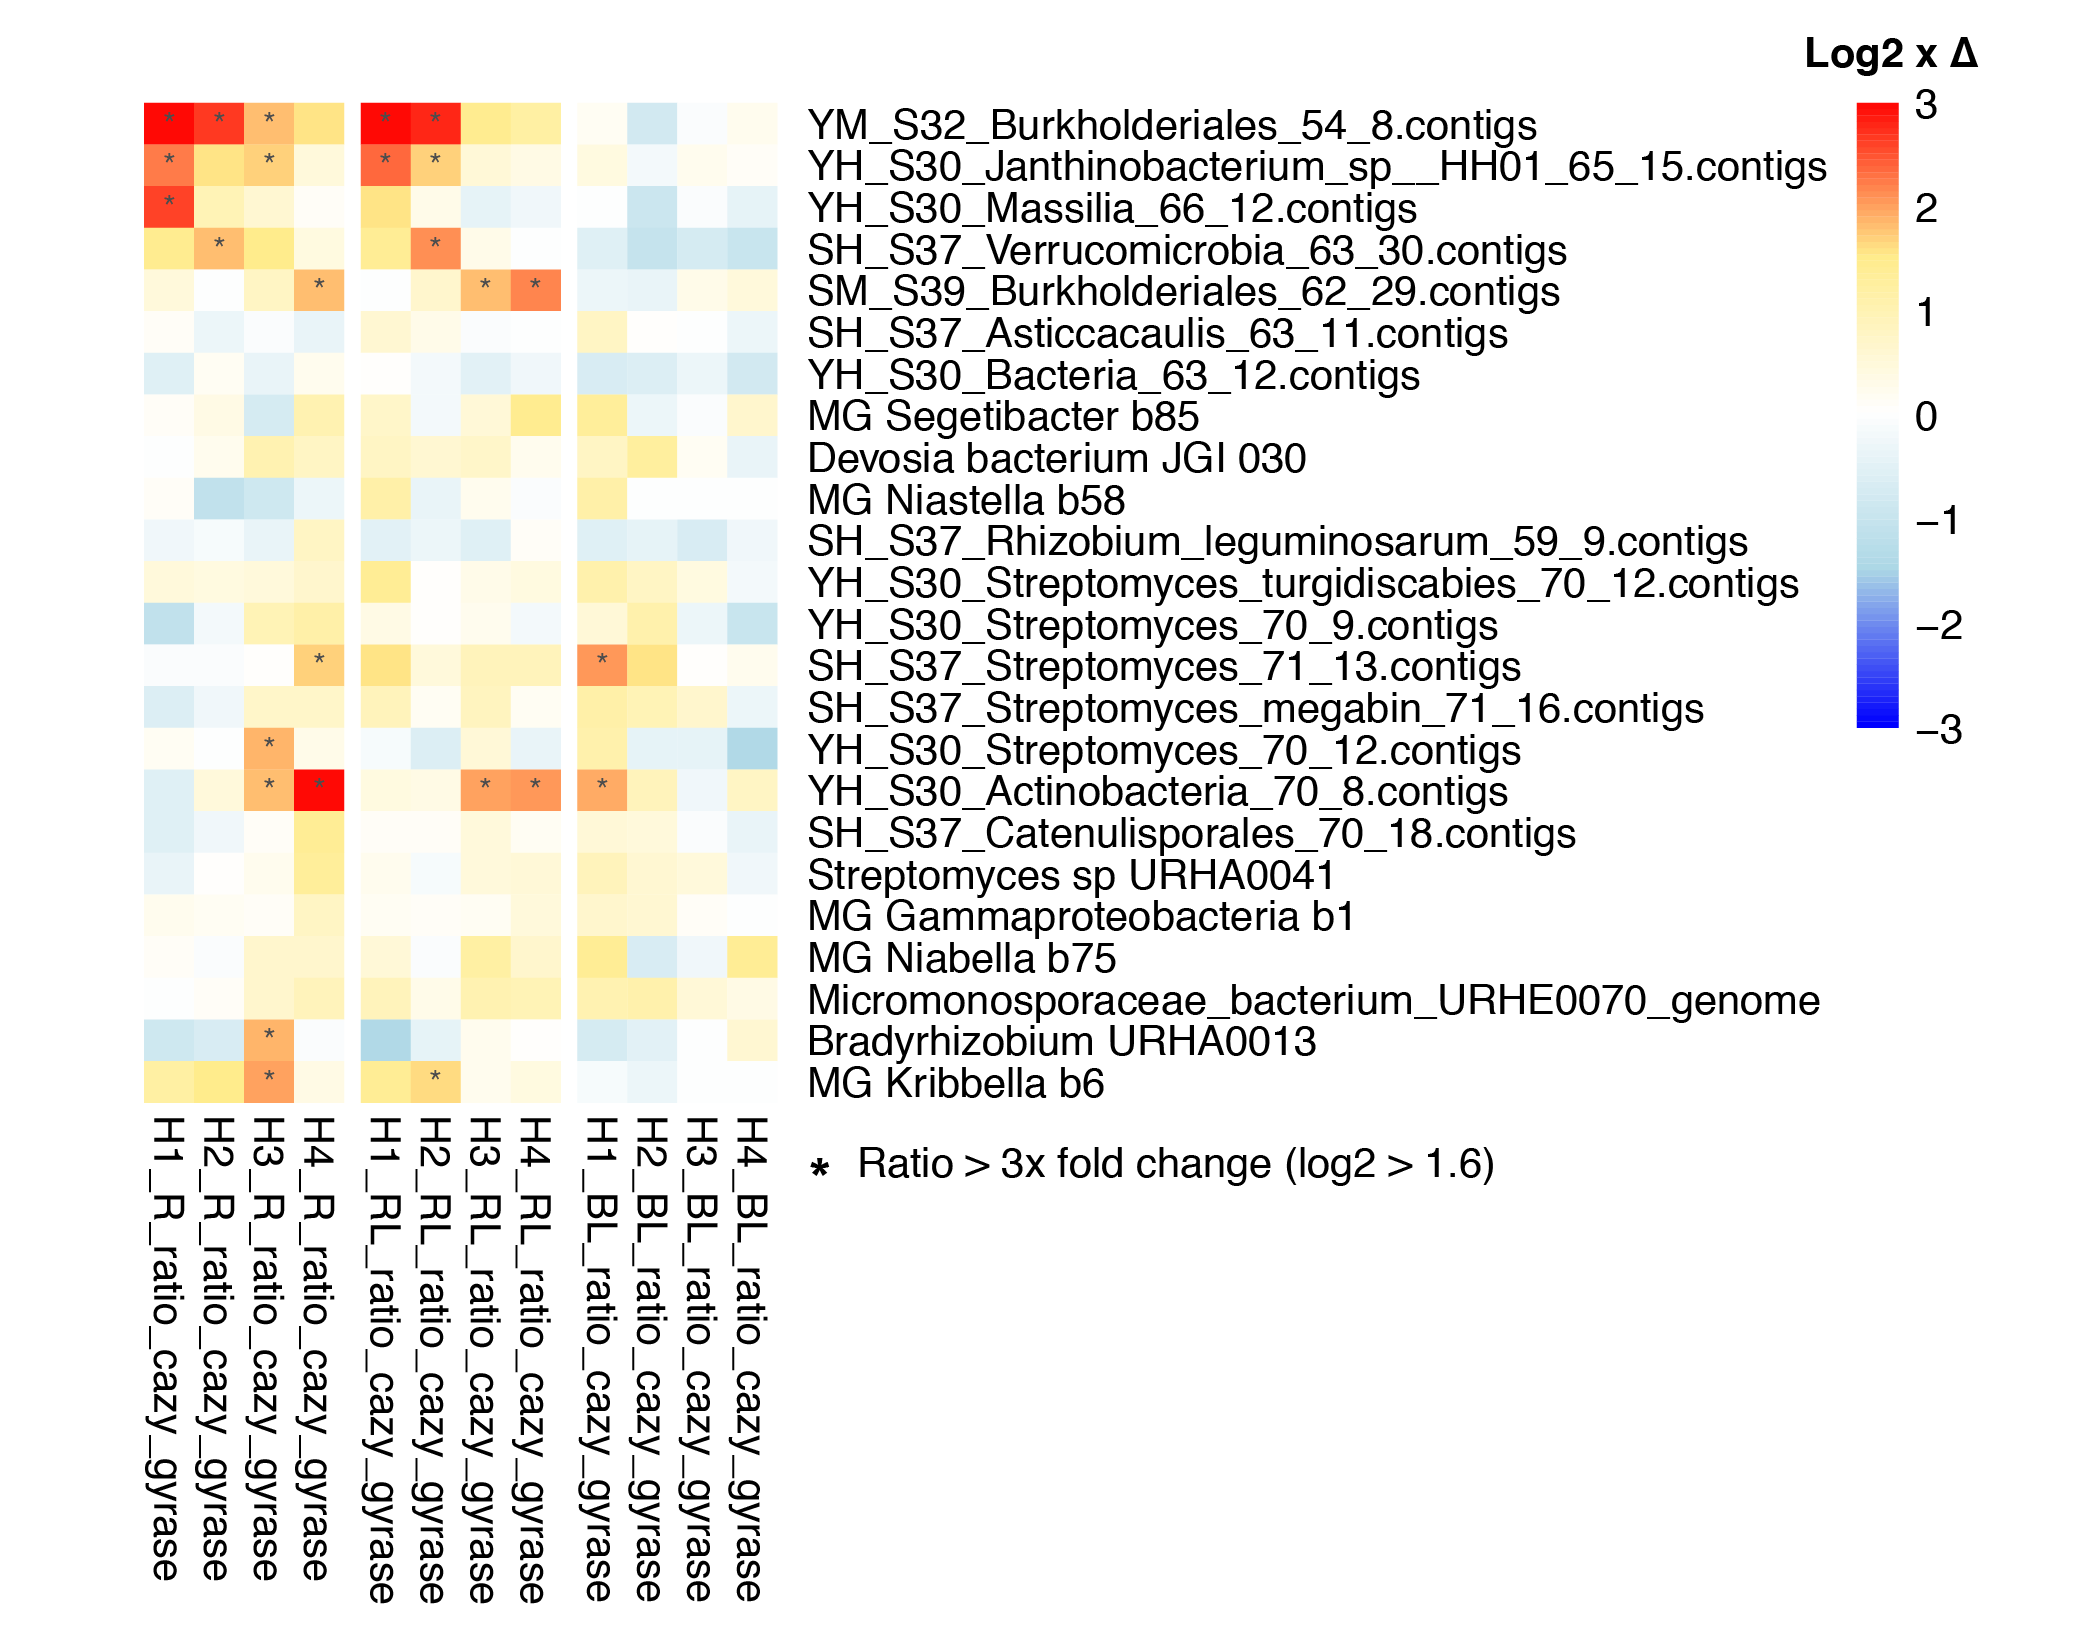 Log2 x Δ
3
2
1
0
−1
−2
−3
* * * * *
YM_S32_Burkholderiales_54_8.contigs
* * * *
YH_S30_Janthinobacterium_sp__HH01_65_15.contigs
*
YH_S30_Massilia_66_12.contigs
* *
SH_S37_Verrucomicrobia_63_30.contigs
* * *
SM_S39_Burkholderiales_62_29.contigs
SH_S37_Asticcacaulis_63_11.contigs
YH_S30_Bacteria_63_12.contigs
MG Segetibacter b85
Devosia bacterium JGI 030
MG Niastella b58
SH_S37_Rhizobium_leguminosarum_59_9.contigs
YH_S30_Streptomyces_turgidiscabies_70_12.contigs
YH_S30_Streptomyces_70_9.contigs
* *
SH_S37_Streptomyces_71_13.contigs
SH_S37_Streptomyces_megabin_71_16.contigs
*
YH_S30_Streptomyces_70_12.contigs
* * * * *
YH_S30_Actinobacteria_70_8.contigs
SH_S37_Catenulisporales_70_18.contigs
Streptomyces sp URHA0041
MG Gammaproteobacteria b1
MG Niabella b75
Micromonosporaceae_bacterium_URHE0070_genome
*
Bradyrhizobium URHA0013
* *
MG Kribbella b6
H1_R_ratio_cazy_gyrase
H2_R_ratio_cazy_gyrase
H3_R_ratio_cazy_gyrase
H4_R_ratio_cazy_gyrase
H1_RL_ratio_cazy_gyrase
H2_RL_ratio_cazy_gyrase
H3_RL_ratio_cazy_gyrase
H4_RL_ratio_cazy_gyrase
H1_BL_ratio_cazy_gyrase
H2_BL_ratio_cazy_gyrase
H3_BL_ratio_cazy_gyrase
H4_BL_ratio_cazy_gyrase
* Ratio > 3x fold change (log2 > 1.6)